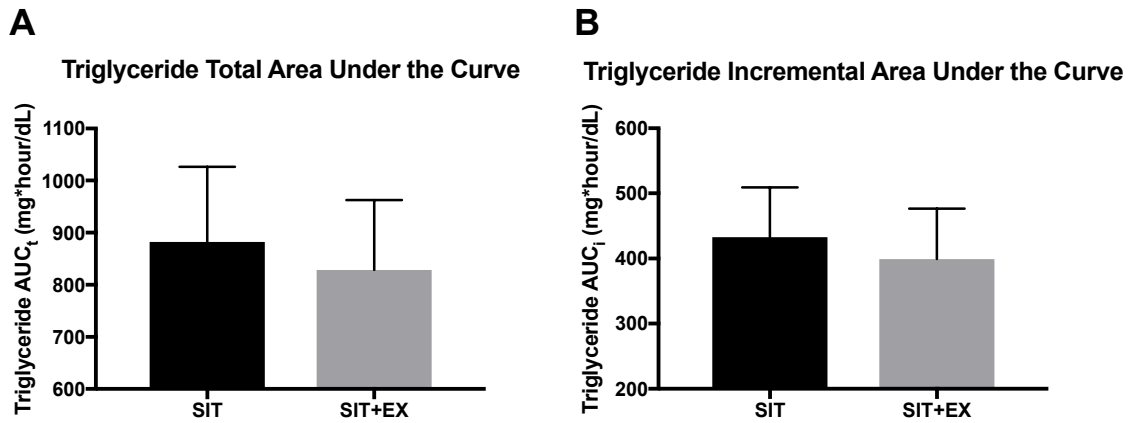 A
Triglyceride Total Area Under the Curve
Triglyceride AUCt (mg*hour/dL)
1100
1000
900
800
700
600
SIT
SIT+EX
B
Triglyceride Incremental Area Under the Curve
Triglyceride AUCi (mg*hour/dL)
600
500
400
300
200
SIT
SIT+EX